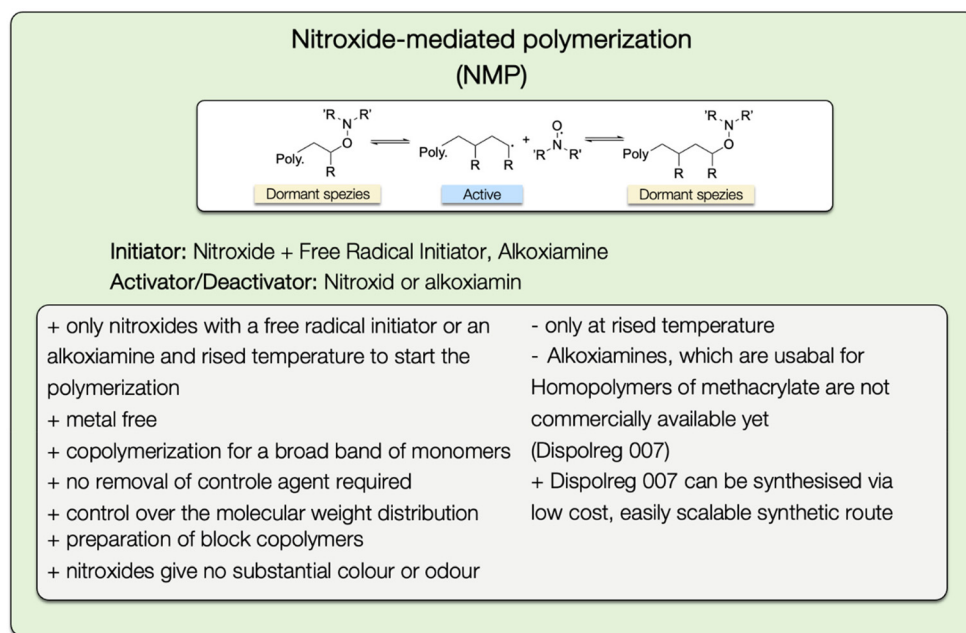 Nitroxide-mediated polymerization
(NMP)
'R R'
N
O
Poly.
R
Poly.
R R
+
O
'R N R'
'R R'
N
O
Poly
R R
Dormant spezies
Active
Dormant spezies
Initiator: Nitroxide + Free Radical Initiator, Alkoxiamine
Activator/Deactivator: Nitroxid or alkoxiamin
+ only nitroxides with a free radical initiator or an
alkoxiamine and rised temperature to start the
polymerization
+ metal free
+ copolymerization for a broad band of monomers
+ no removal of controle agent required
+ control over the molecular weight distribution
+ preparation of block copolymers
+ nitroxides give no substantial colour or odour
- only at rised temperature
- Alkoxiamines, which are usabal for
Homopolymers of methacrylate are not
commercially available yet
(Dispolreg 007)
+ Dispolreg 007 can be synthesised via
low cost, easily scalable synthetic route